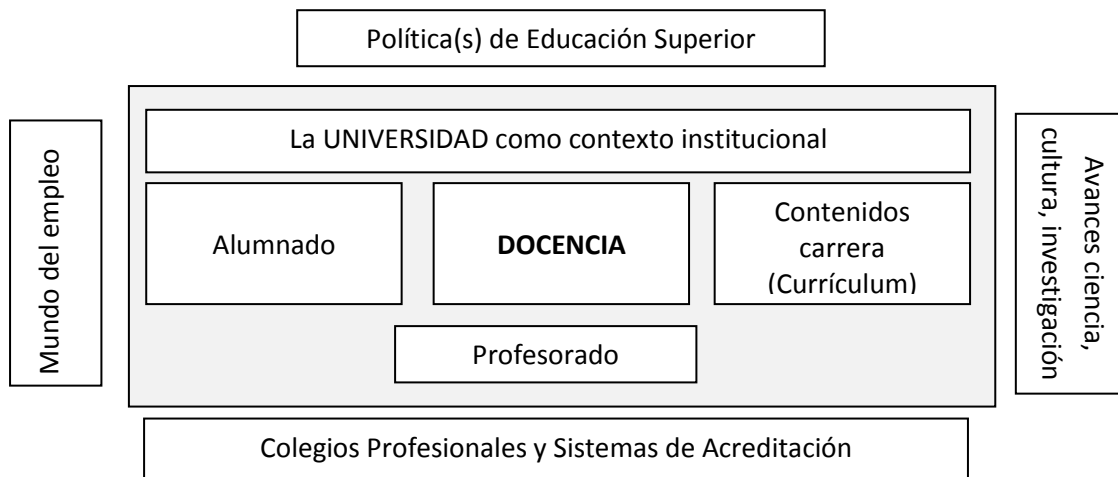 Política(s) de Educación Superior
La UNIVERSIDAD como contexto institucional
Mundo del empleo
Alumnado
DOCENCIA
Contenidos
carrera
(Currículum)
Avances ciencia,
cultura, investigación
Profesorado
Colegios Profesionales y Sistemas de Acreditación